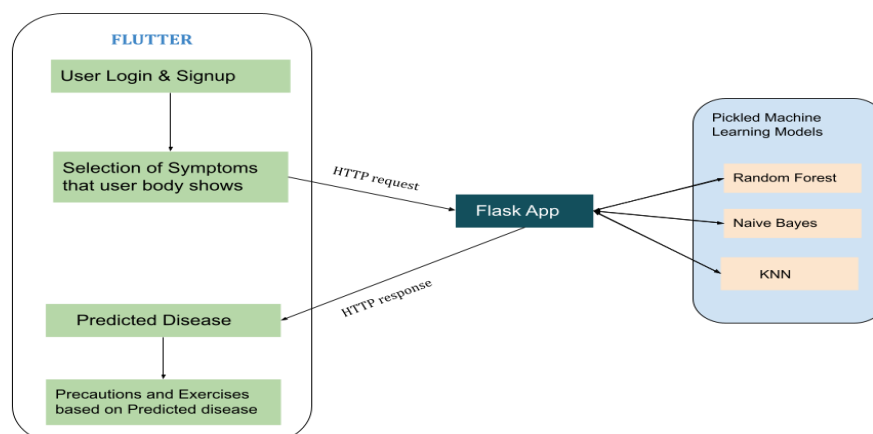 FLUTTER
User Login & Signup
Selection of Symptoms
that user body shows
HTTP request
Flask App
HTTP response
Predicted Disease
Precautions and Exercises
based on Predicted disease
Pickled Machine
Learning Models
Random Forest
Naive Bayes
KNN